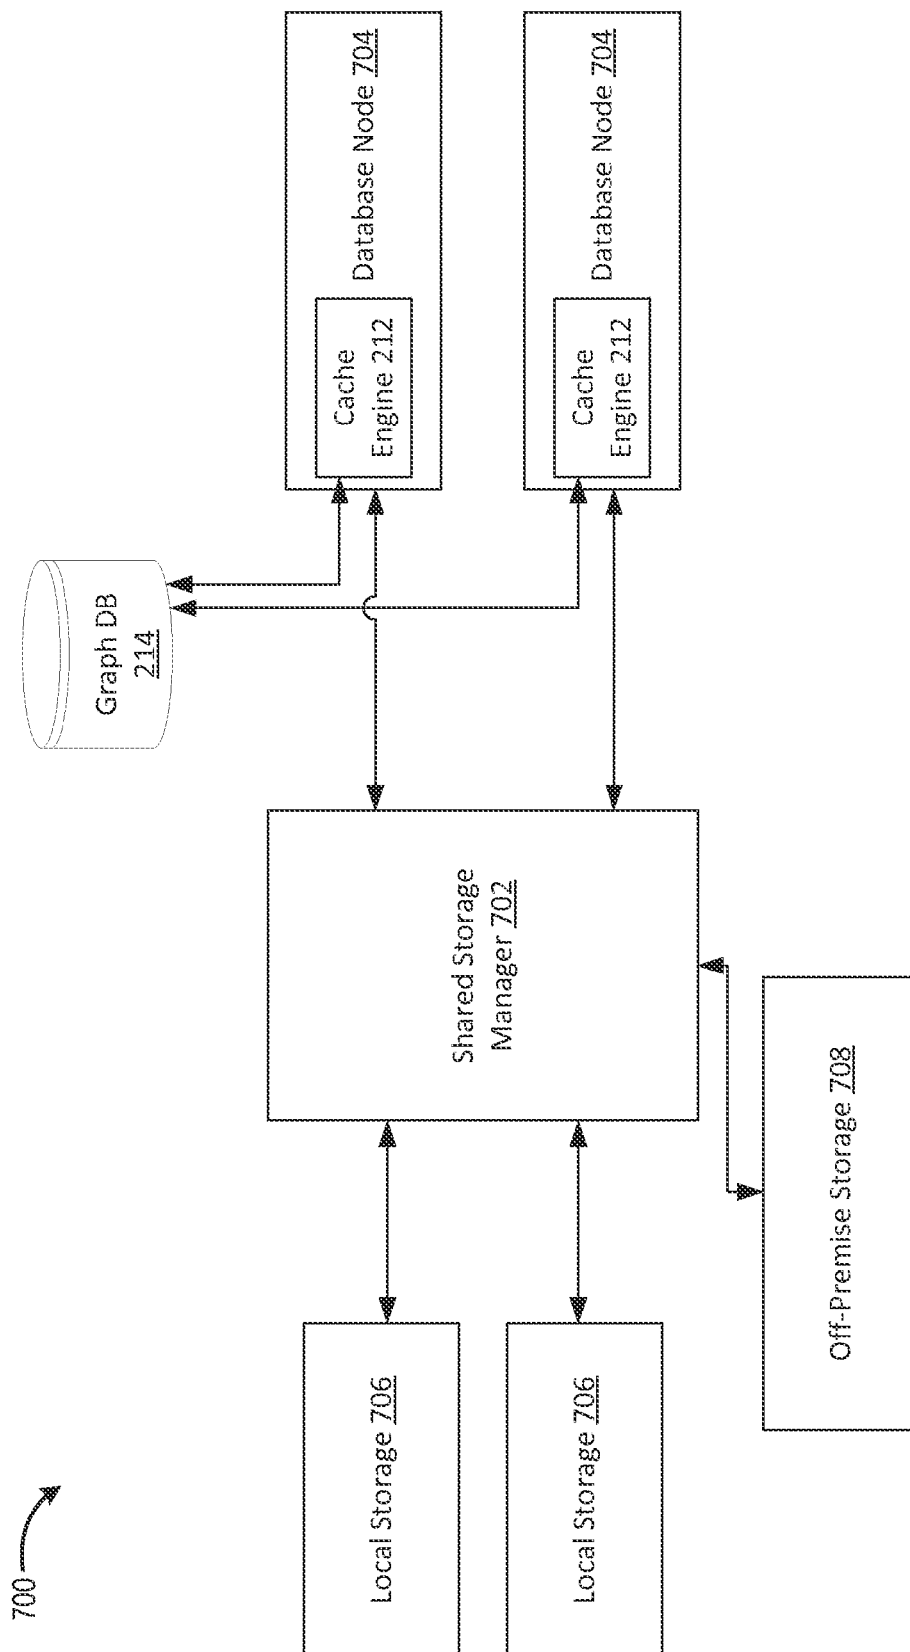 700
Graph DB
214
Local Storage 706
Shared Storage
Manager 702
Cache
Engine 212
Database Node 704
Local Storage 706
Cache
Engine 212
Database Node 704
Off-Premise Storage 708